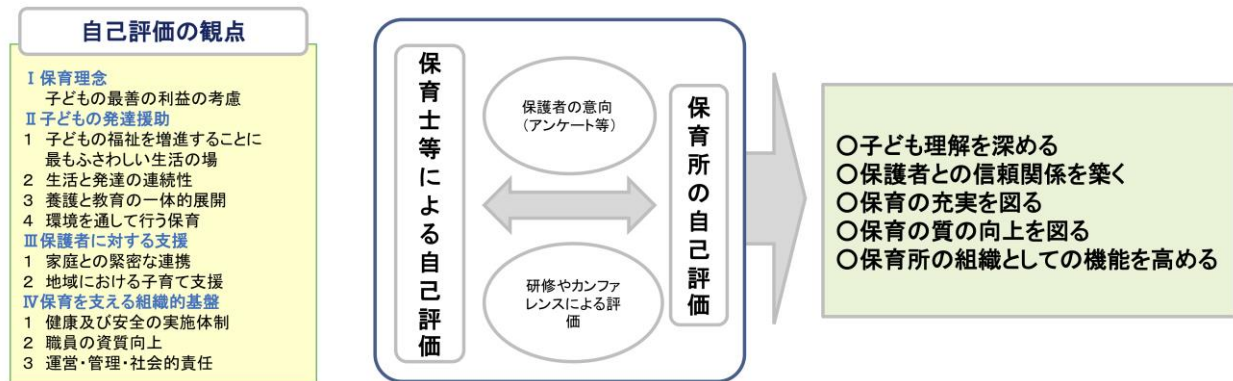 自己評価の観点
Ⅰ保育理念
子どもの最善の利益の考慮
Ⅱ子どもの発達援助
1 子どもの福祉を増進することに
最もふさわしい生活の場
2 生活と発達の連続性
3 養護と教育の一体的展開
4 環境を通して行う保育
Ⅲ保護者に対する支援
1 家庭との緊密な連携
2 地域における子育て支援
Ⅳ保育を支える組織的基盤
1 健康及び安全の実施体制
2 職員の資質向上
3 運営・管理・社会的責任
保育士等による自己評価
保護者の意向
(アンケート等)
研修やカンファ
レンスによる評
価
保育所の自己評価
○子ども理解を深める
○保護者との信頼関係を築く
○保育の充実を図る
○保育の質の向上を図る
○保育所の組織としての機能を高める